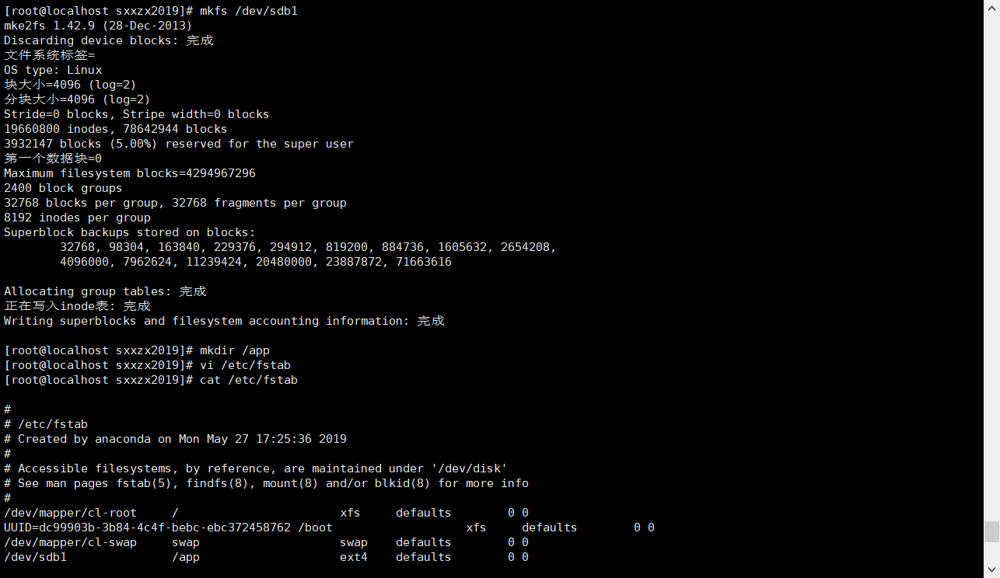 [root@localhost sxxzx2019]# mkfs /dev/sdb1
mke2fs 1.42.9 (28-Dec-2013)
Discarding device blocks: 完成
文件系统标签=
OS type: Linux
块大小=4096 (log=2)
分块大小=4096 (log=2)
Stride=0 blocks, Stripe width=0 blocks
19660800 inodes, 78642944 blocks
3932147 blocks (5.00%) reserved for the super user
第一个数据块=0
Maximum filesystem blocks=4294967296
2400 block groups
32768 blocks per group, 32768 fragments per group
8192 inodes per group
Superblock backups stored on blocks:
        32768, 98304, 163840, 229376, 294912, 819200, 884736, 1605632, 2654208,
        4096000, 7962624, 11239424, 20480000, 23887872, 71663616

Allocating group tables: 完成
正在写入inode表: 完成
Writing superblocks and filesystem accounting information: 完成

[root@localhost sxxzx2019]# mkdir /app
[root@localhost sxxzx2019]# vi /etc/fstab
[root@localhost sxxzx2019]# cat /etc/fstab

#
# /etc/fstab
# Created by anaconda on Mon May 27 17:25:36 2019
#
# Accessible filesystems, by reference, are maintained under '/dev/disk'
# See man pages fstab(5), findfs(8), mount(8) and/or blkid(8) for more info
#
/dev/mapper/cl-root     /                       xfs     defaults        0 0
UUID=dc99903b-3b84-4c4f-bebc-ebc372458762 /boot                   xfs     defaults        0 0
/dev/mapper/cl-swap     swap                    swap    defaults        0 0
/dev/sdb1               /app                    ext4    defaults        0 0